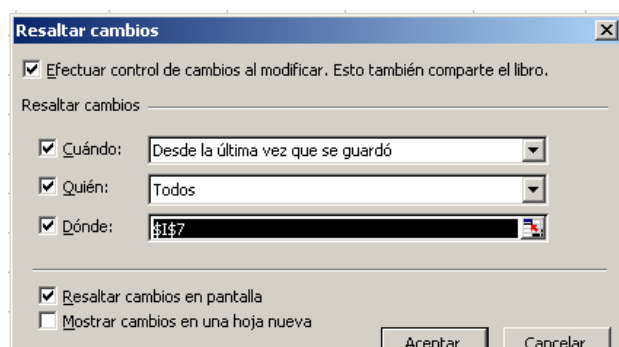 Resaltar cambios
Efectuar control de cambios al modificar. Esto también comparte el libro.
Resaltar cambios
Cuándo: Desde la última vez que se guardó
Quién: Todos
Dónde: $I$7
Resaltar cambios en pantalla
Mostrar cambios en una hoja nueva
Aceptar Cancelar